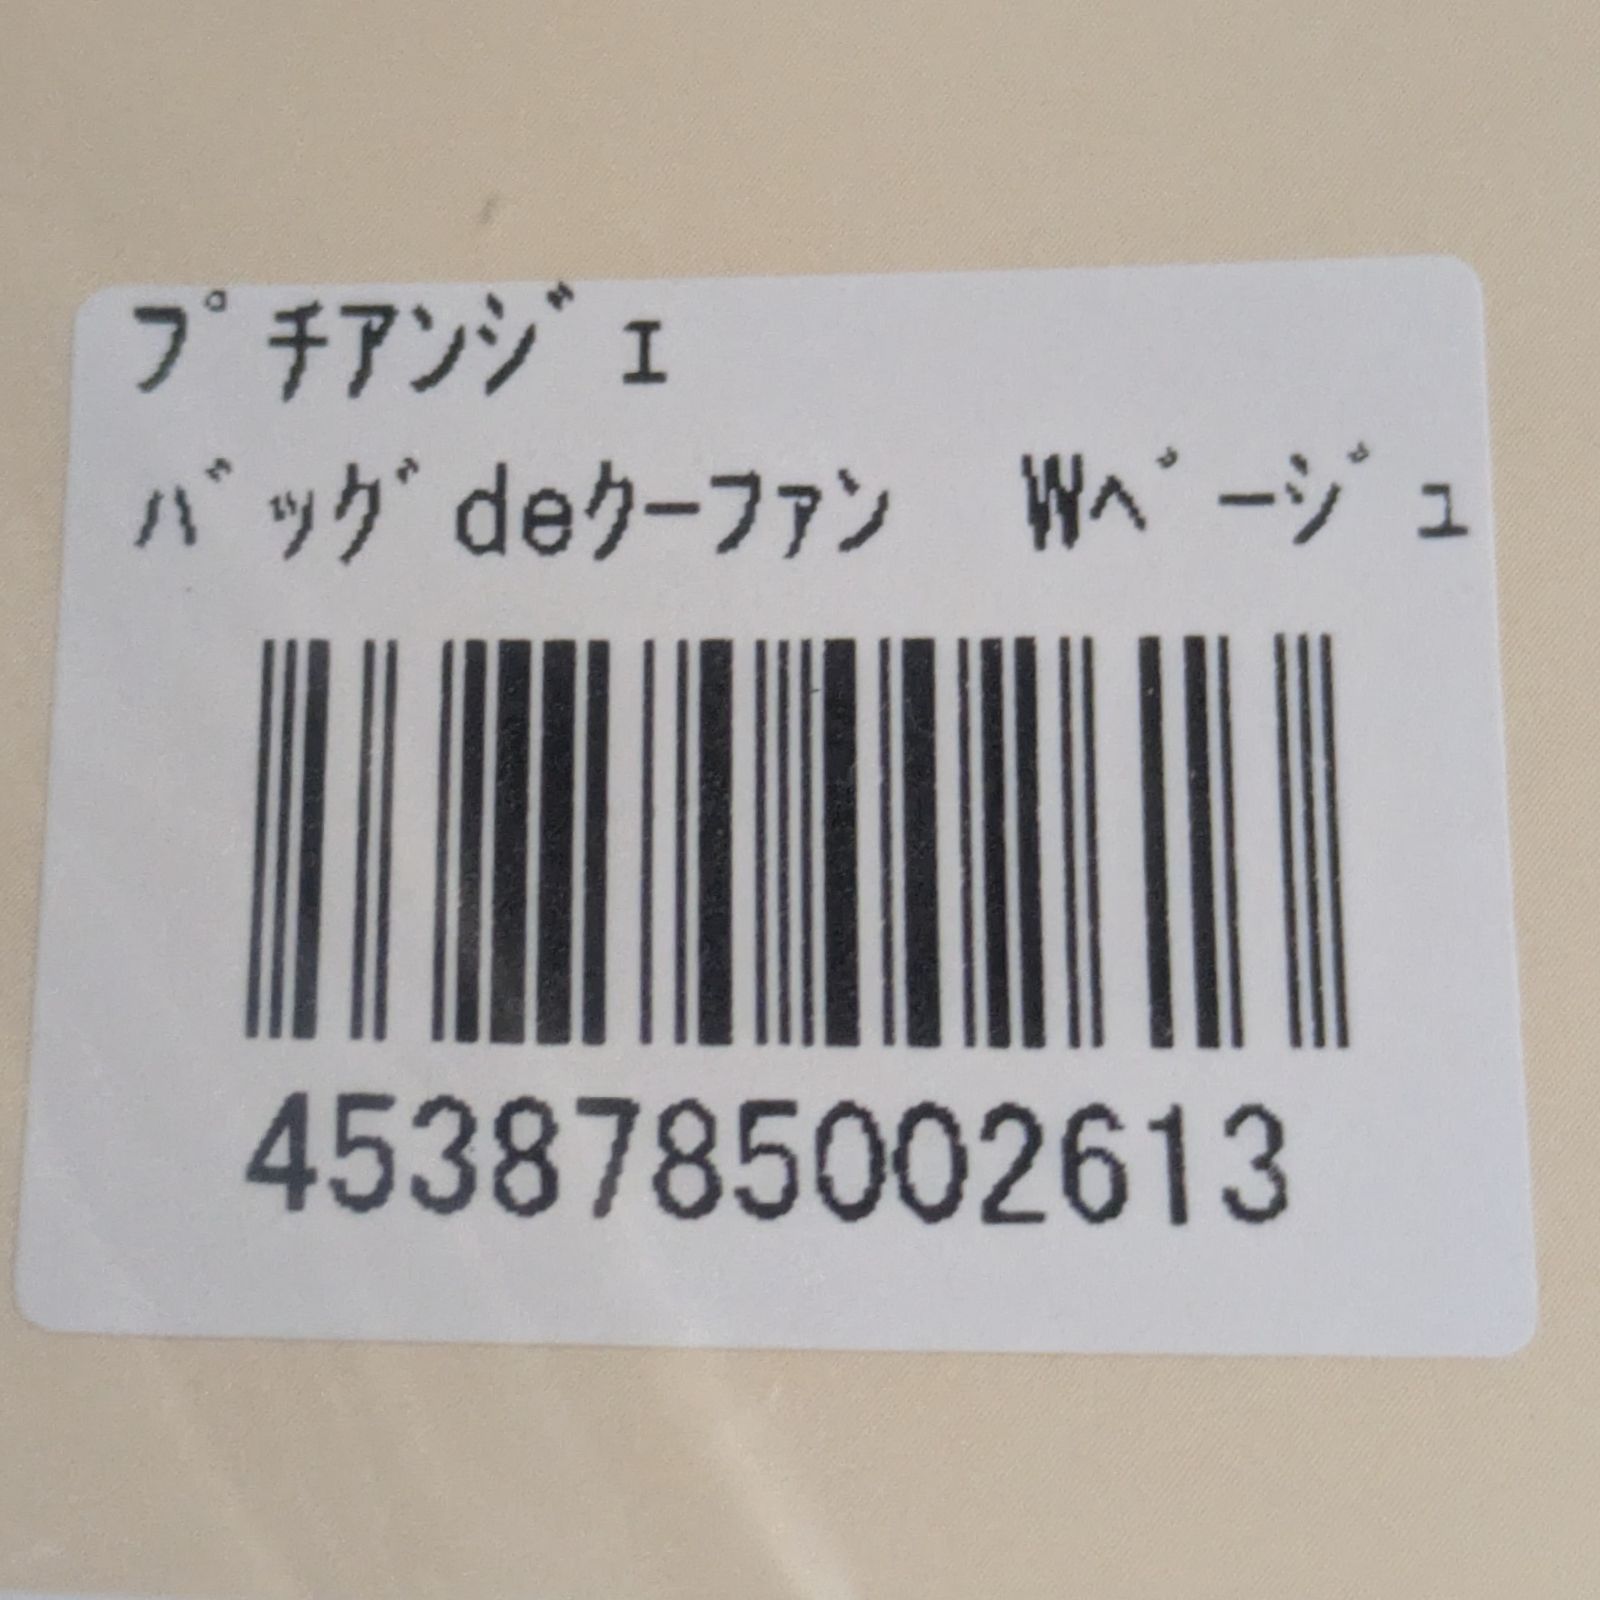 ﾌﾟﾁｱﾝｼﾞｪ
ﾊﾞｯｸﾞdeｸｰﾌｧﾝ　Wﾍﾞｰｼﾞｭ
4538785002613